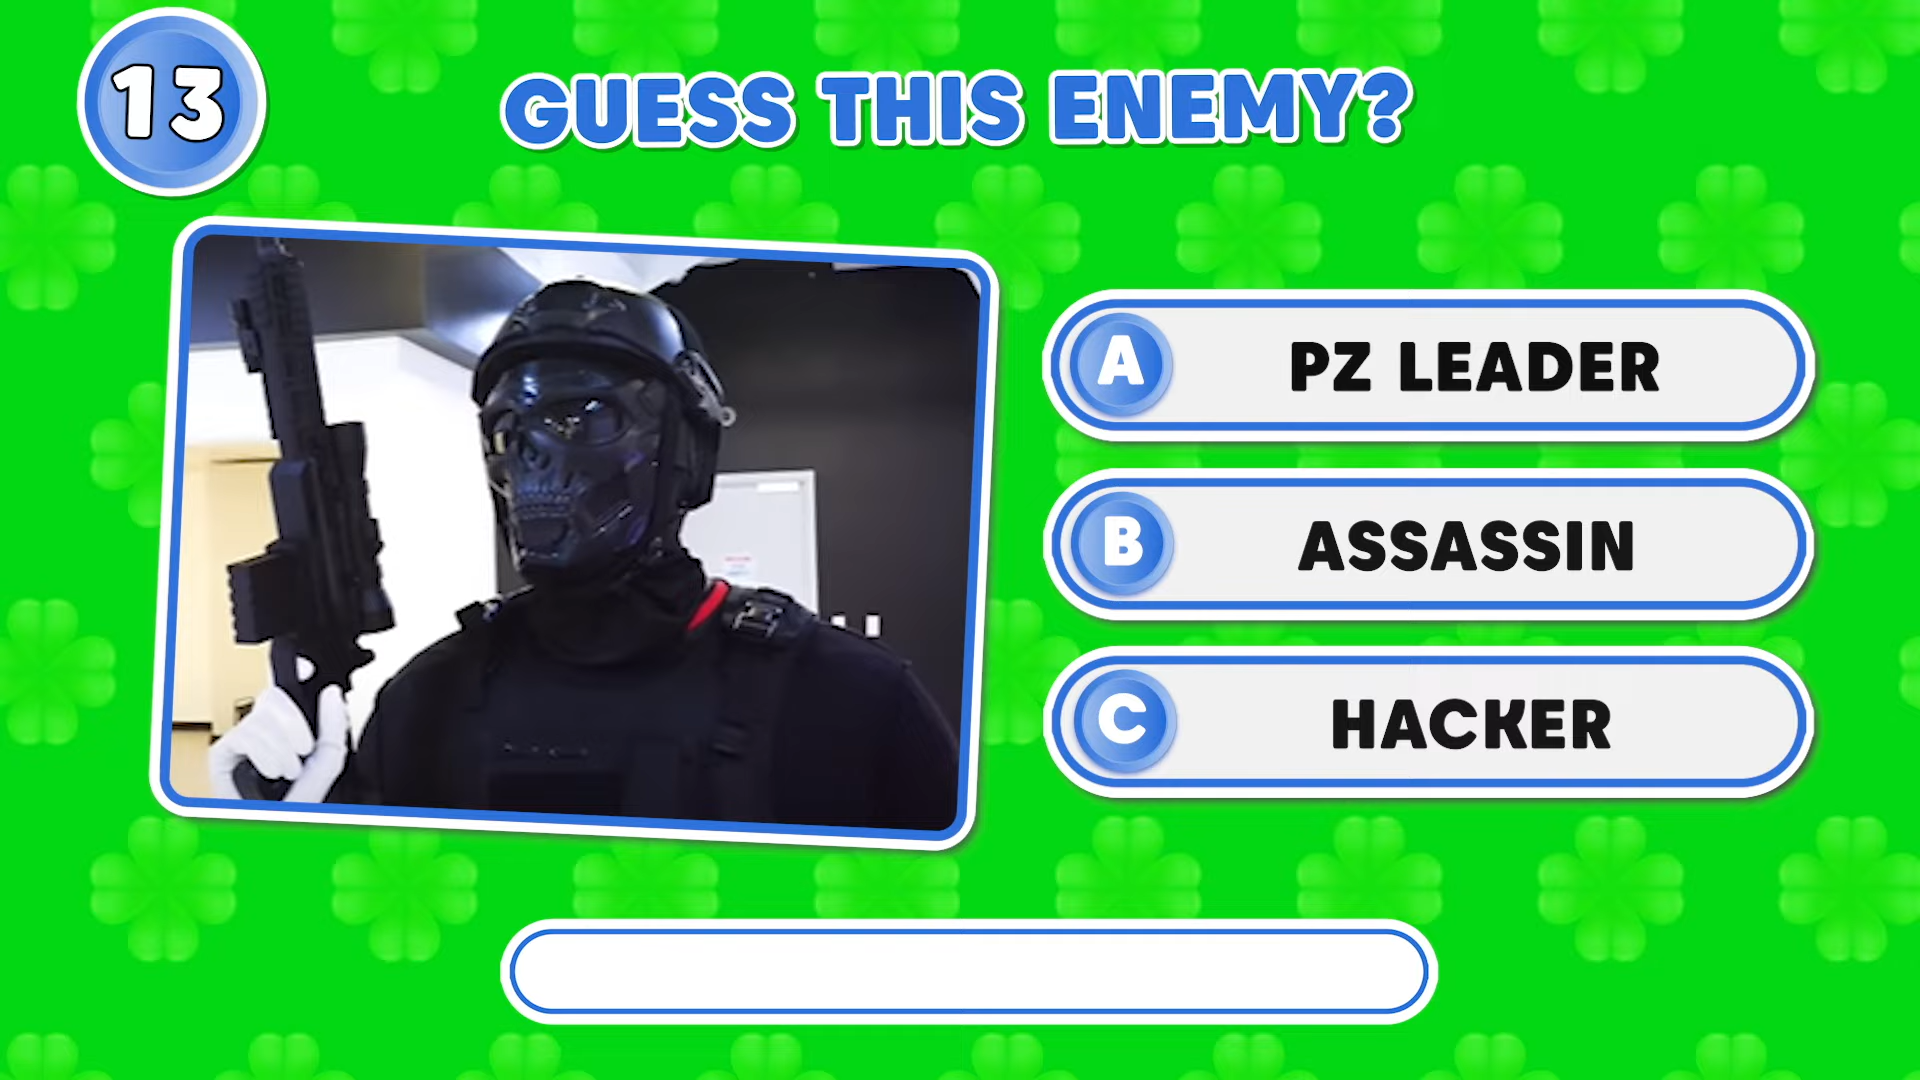 13
GUESS THIS ENEMY?
A PZ LEADER
B ASSASSIN
C HACKER